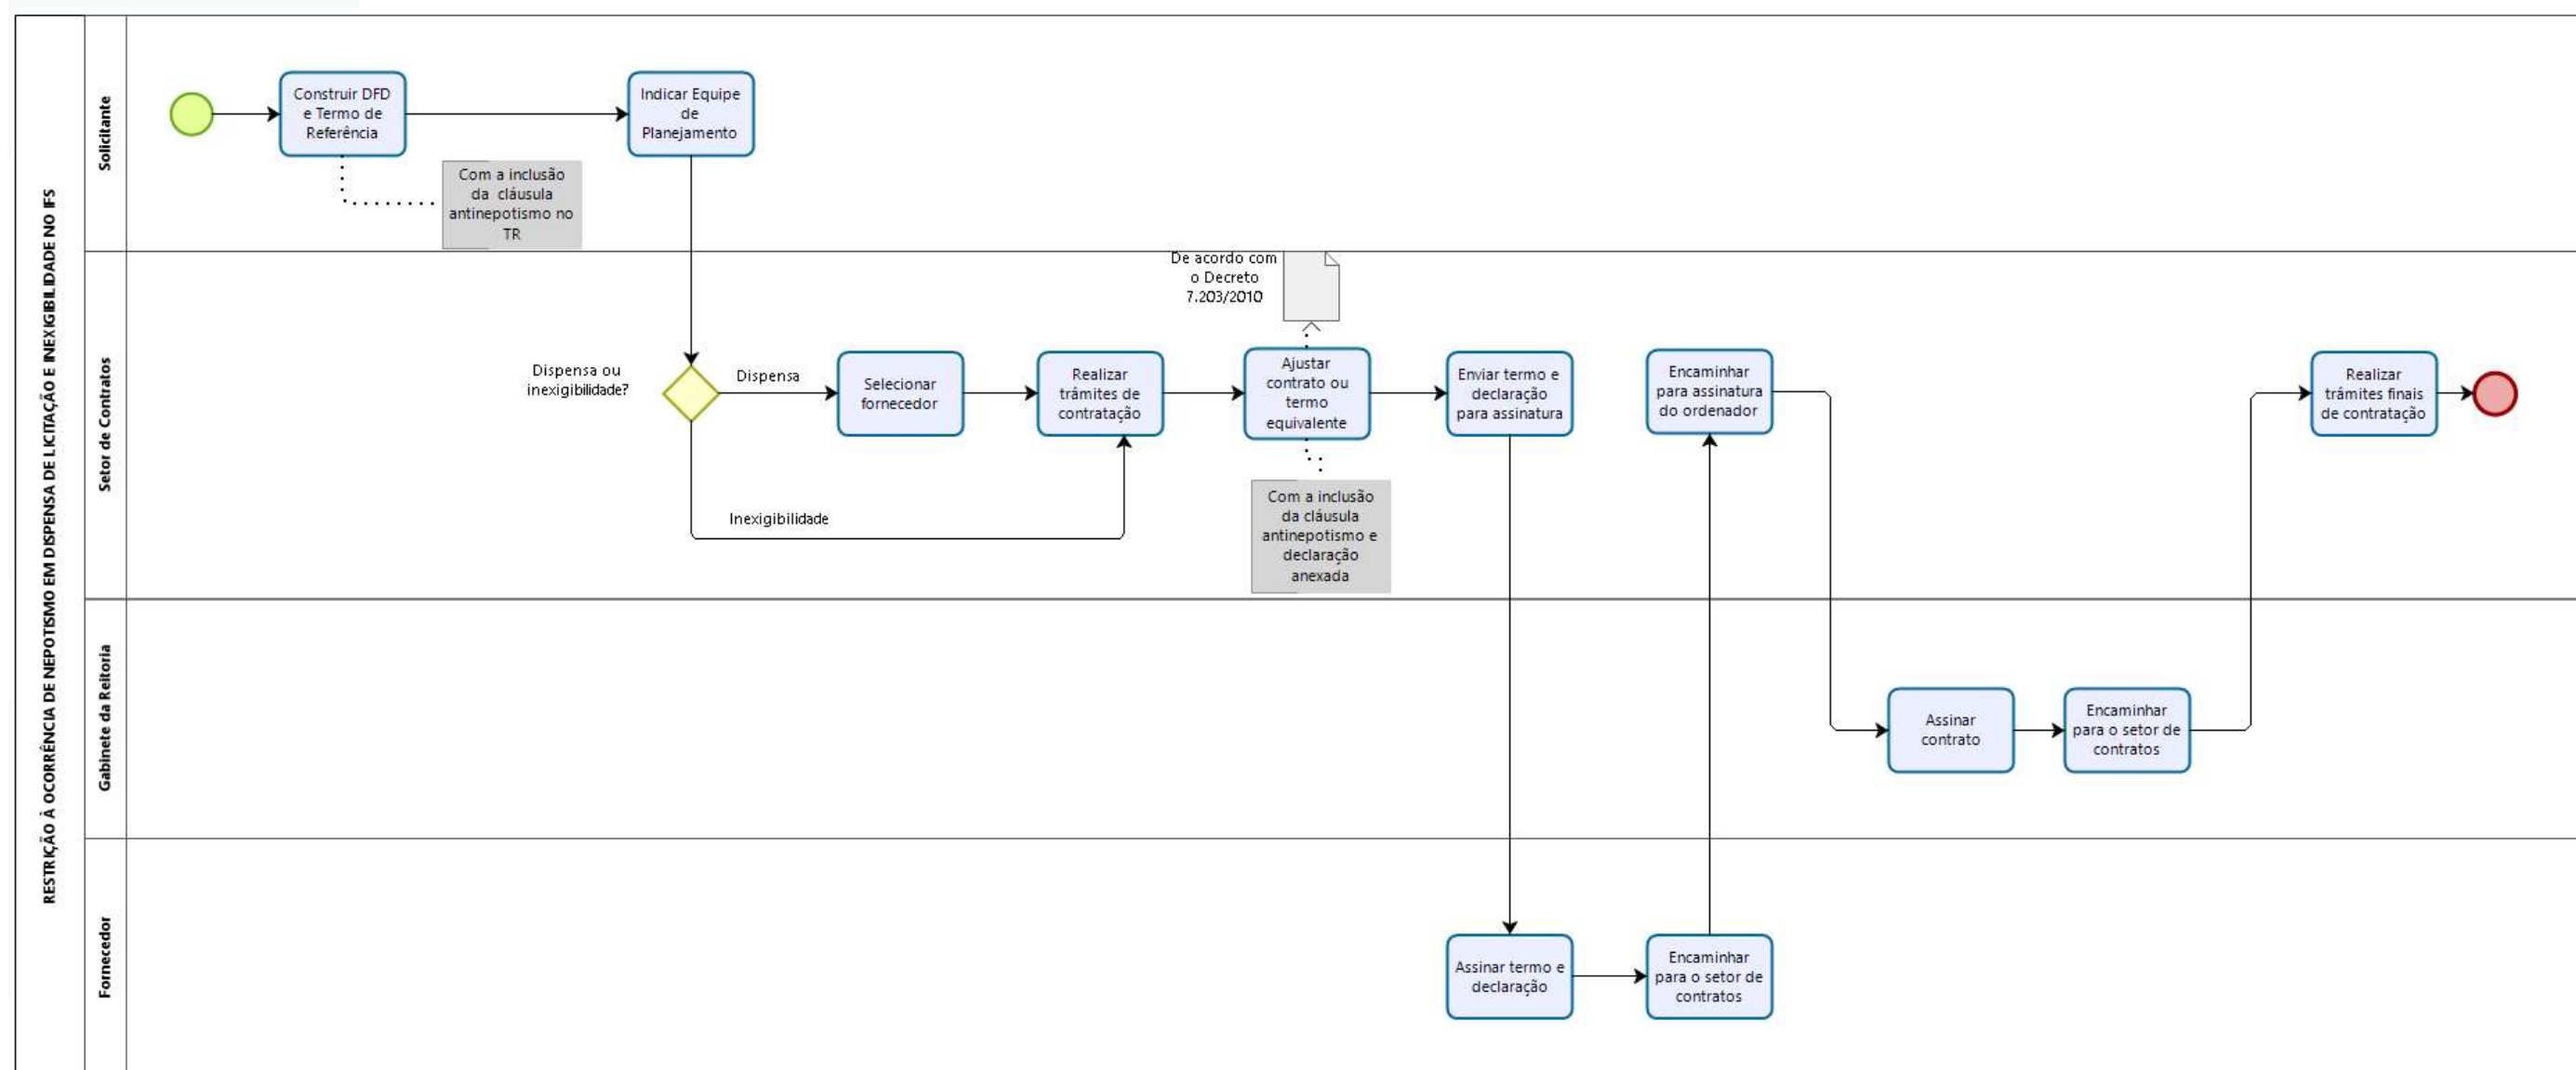 RESTRIÇÃO À OCORRÊNCIA DE NEPOTISMO EM DISPENSA DE LICITAÇÃO E INEXIGIBILIDADE NO IFS
Solicitante
Construir DFD
e Termo de
Referência
Indicar Equipe
de
Planejamento
Com a inclusão
da cláusula
antinepotismo no
TR
Setor de Contratos
De acordo com
o Decreto
7.203/2010
Dispensa ou
inexigibilidade?
Dispensa
Selecionar
fornecedor
Realizar
trâmites de
contratação
Ajustar
contrato ou
termo
equivalente
Enviar termo e
declaração
para assinatura
Encaminhar
para assinatura
do ordenador
Realizar
trâmites finais
de contratação
Inexigibilidade
Com a inclusão
da cláusula
antinepotismo e
declaração
anexada
Gabinete da Reitoria
Assinar
contrato
Encaminhar
para o setor de
contratos
Fornecedor
Assinar termo e
declaração
Encaminhar
para o setor de
contratos